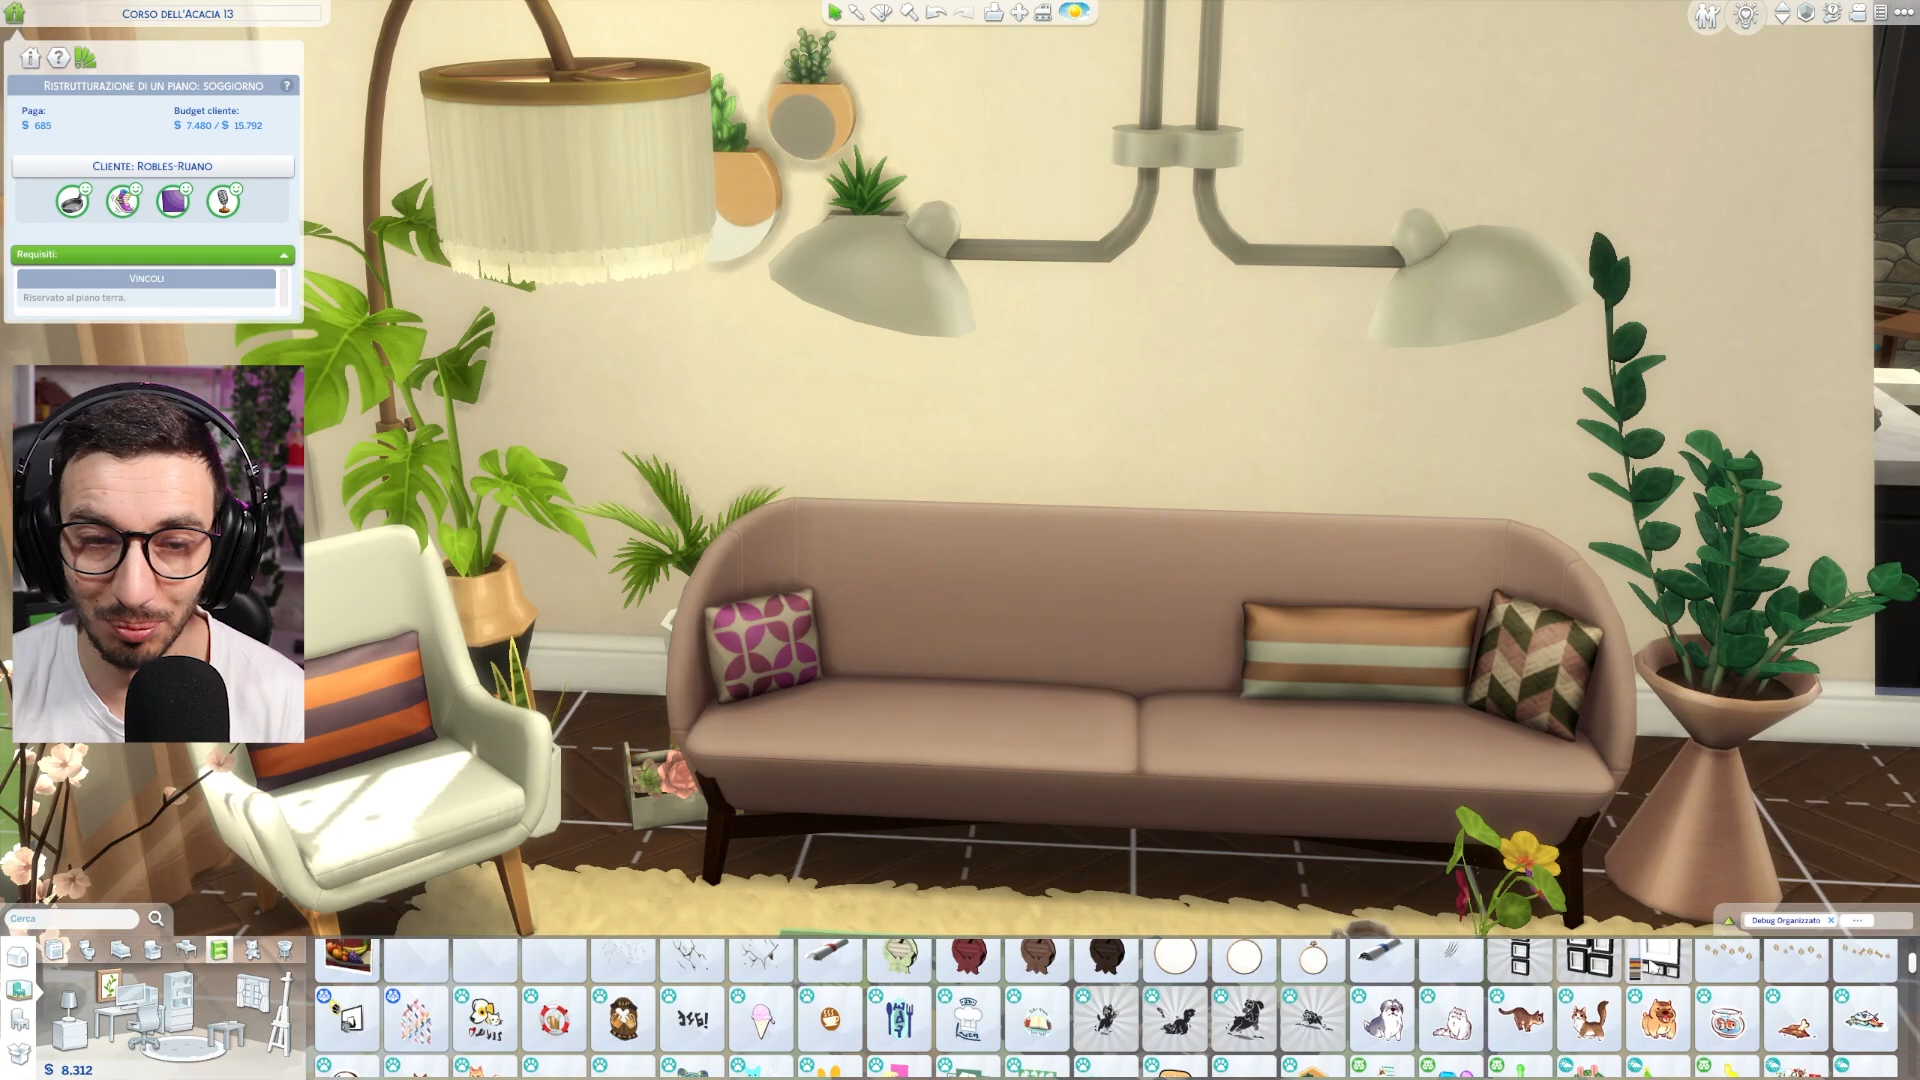 Corso dell'Acacia 13
Ristrutturazione di un piano: soggiorno ?
Paga:
Budget cliente:
§ 685
§ 7.480 / § 15.792
Cliente: Robles-Ruano
Requisiti:
Vincoli
Riservato al piano terra.
Cerca
Debug Organizzato
§ 8.312